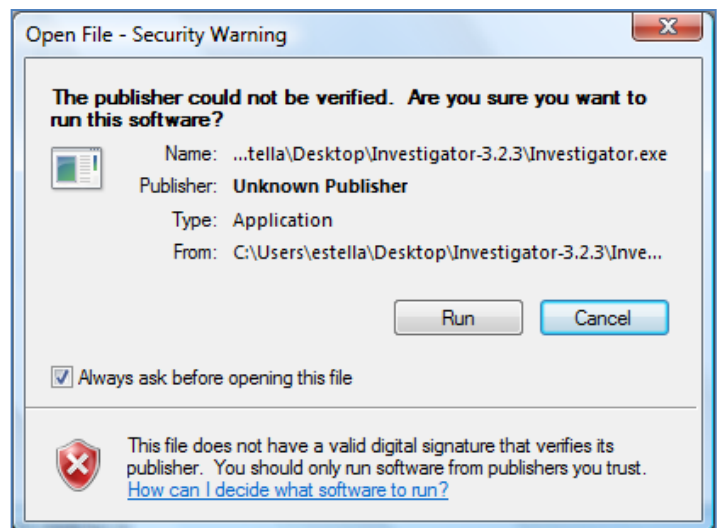 Open File - Security Warning
The publisher could not be verified. Are you sure you want to
run this software?
Name: ...tella\Desktop\Investigator-3.2.3\Investigator.exe
Publisher: Unknown Publisher
Type: Application
From: C:\Users\estella\Desktop\Investigator-3.2.3\Inve...
Run Cancel
Always ask before opening this file
This file does not have a valid digital signature that verifies its
publisher. You should only run software from publishers you trust.
How can I decide what software to run?